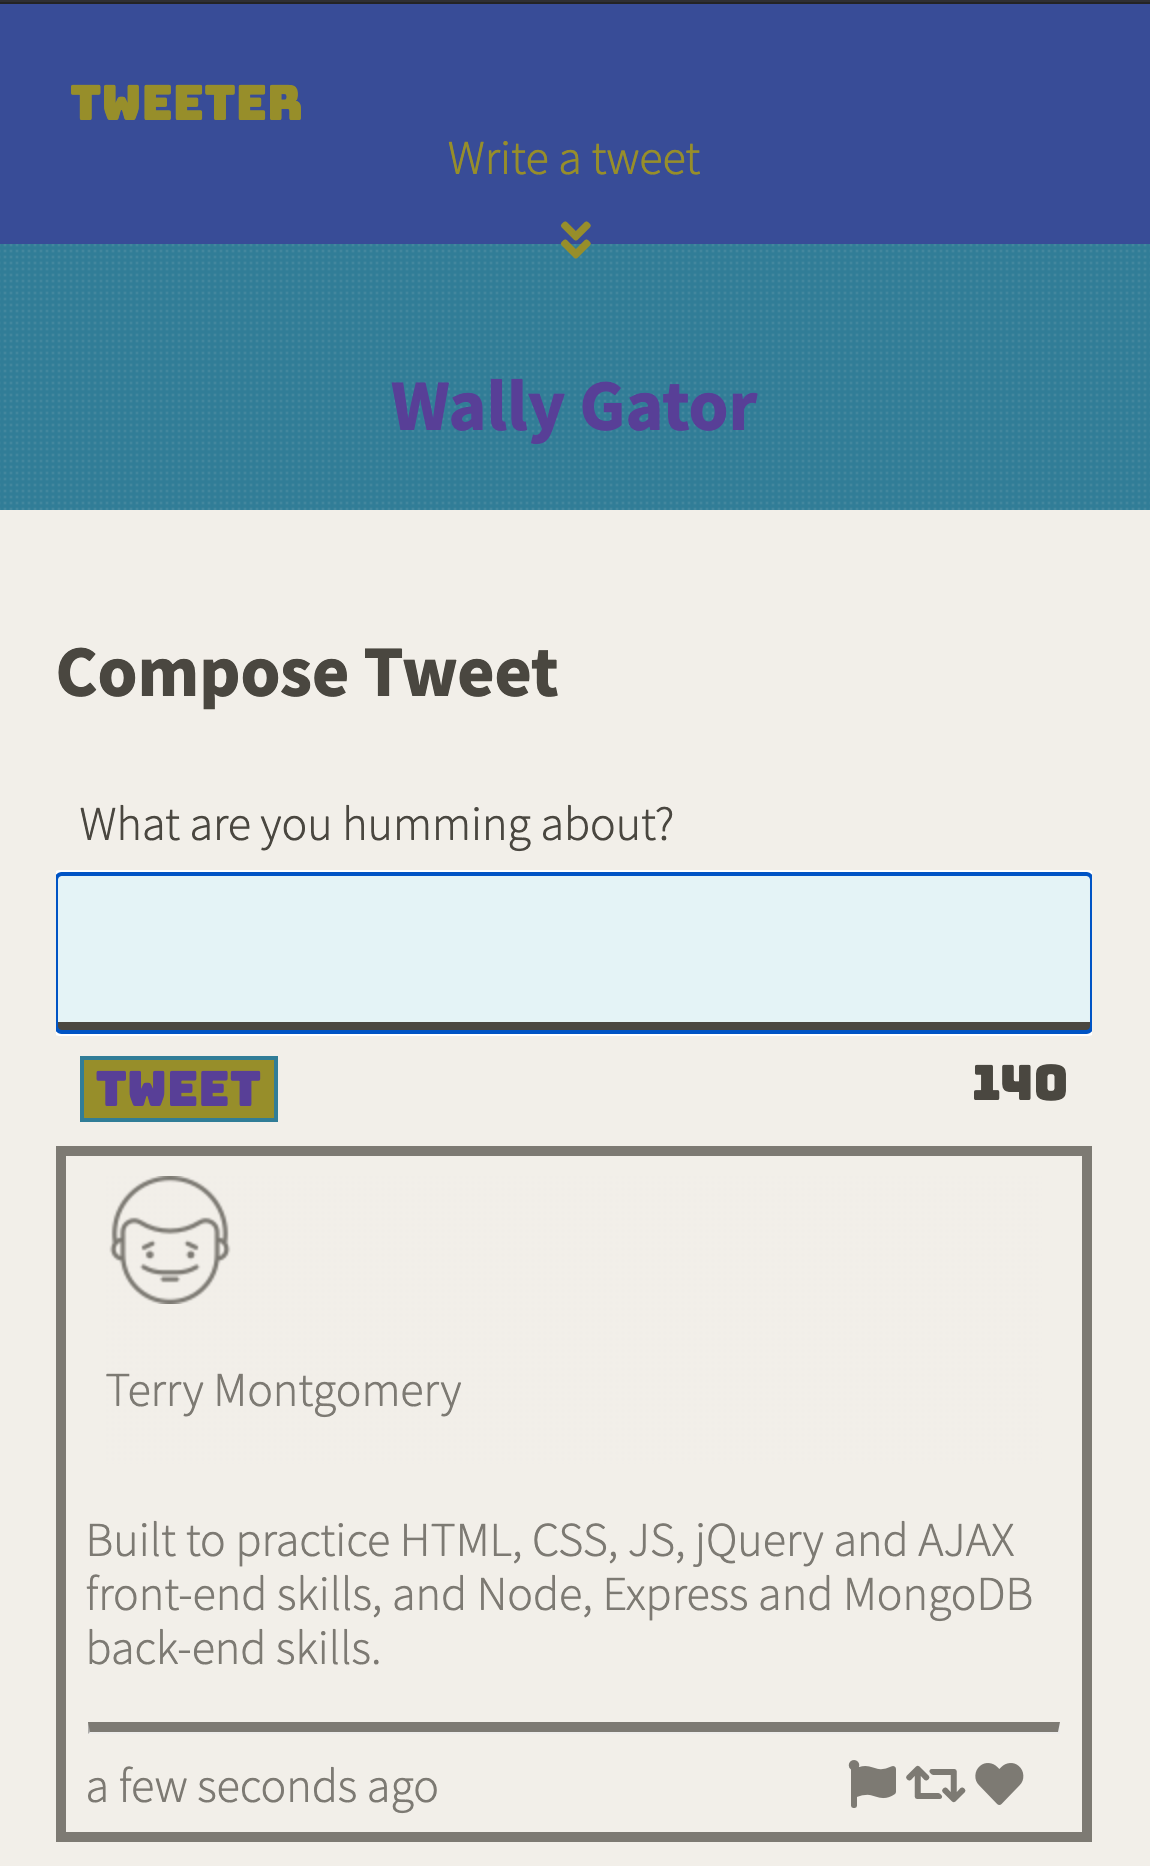 TWEETER
Write a tweet
Wally Gator
Compose Tweet
What are you humming about?
TWEET
140
Terry Montgomery
Built to practice HTML, CSS, JS, jQuery and AJAX
front-end skills, and Node, Express and MongoDB
back-end skills.
a few seconds ago